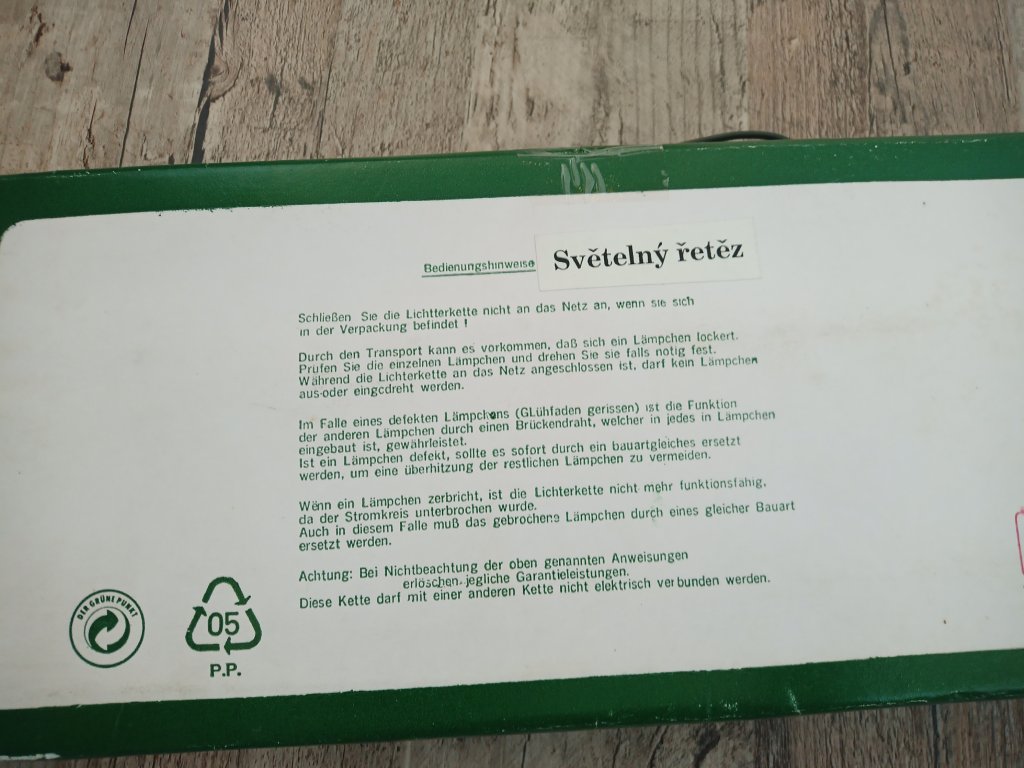 Bedienungshinweise
Světelný řetěz
Schließen Sie die Lichtterkette nicht an das Netz an, wenn sie sich
in der Verpackung befindet !
Durch den Transport kann es vorkommen, daß sich ein Lämpchen lockert.
Prüfen Sie die einzelnen Lämpchen und drehen Sie sie falls notig fest.
Während die Lichterkette an das Netz angeschlossen ist, darf kein Lämpchen
aus-oder eingcdreht werden.
Im Falle eines defekten Lämpchens (GLühfaden gerissen) ist die Funktion
der anderen Lämpchen durch einen Brückendraht, welcher in jedes in Lämpchen
eingebaut ist, gewährleistet.
Ist ein Lämpchen defekt, sollte es sofort durch ein bauartgleiches ersetzt
werden, um eine überhitzung der restlichen Lämpchen zu vermeiden.
Wënn ein Lämpchen zerbricht, ist die Lichterkette nicht mehr funktionsfahig,
da der Stromkreis unterbrochen wurde.
Auch in diesem Falle muß das gebrochene Lämpchen durch eines gleicher Bauart
ersetzt werden.
Achtung: Bei Nichtbeachtung der oben genannten Anweisungen
erlöschen jegliche Garantieleistungen.
Diese Kette darf mit einer anderen Kette nicht elektrisch verbunden werden.
DER GRÜNE PUNKT
05
P.P.